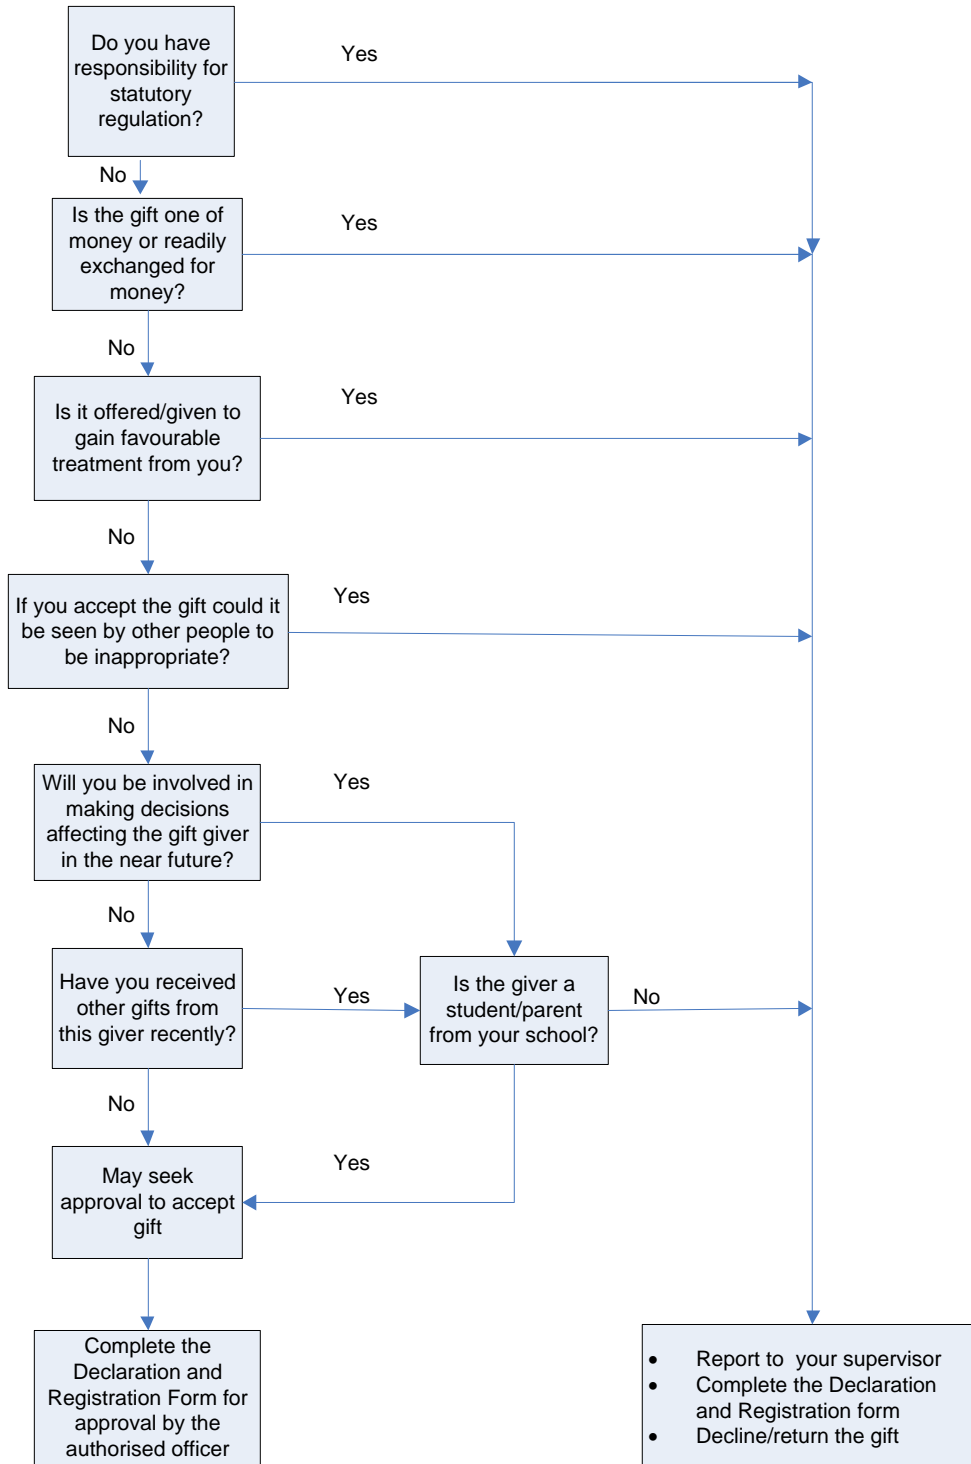 Do you have
responsibility for
statutory
regulation?
Yes
No
Is the gift one of
money or readily
exchanged for
money?
Yes
No
Is it offered/given to
gain favourable
treatment from you?
Yes
No
If you accept the gift could it
be seen by other people to
be inappropriate?
Yes
No
Will you be involved in
making decisions
affecting the gift giver
in the near future?
Yes
No
Have you received
other gifts from
this giver recently?
Yes
Is the giver a
student/parent
from your school?
No
No
May seek
approval to accept
gift
Yes
Complete the
Declaration and
Registration Form for
approval by the
authorised officer
• Report to your supervisor
• Complete the Declaration
and Registration form
• Decline/return the gift